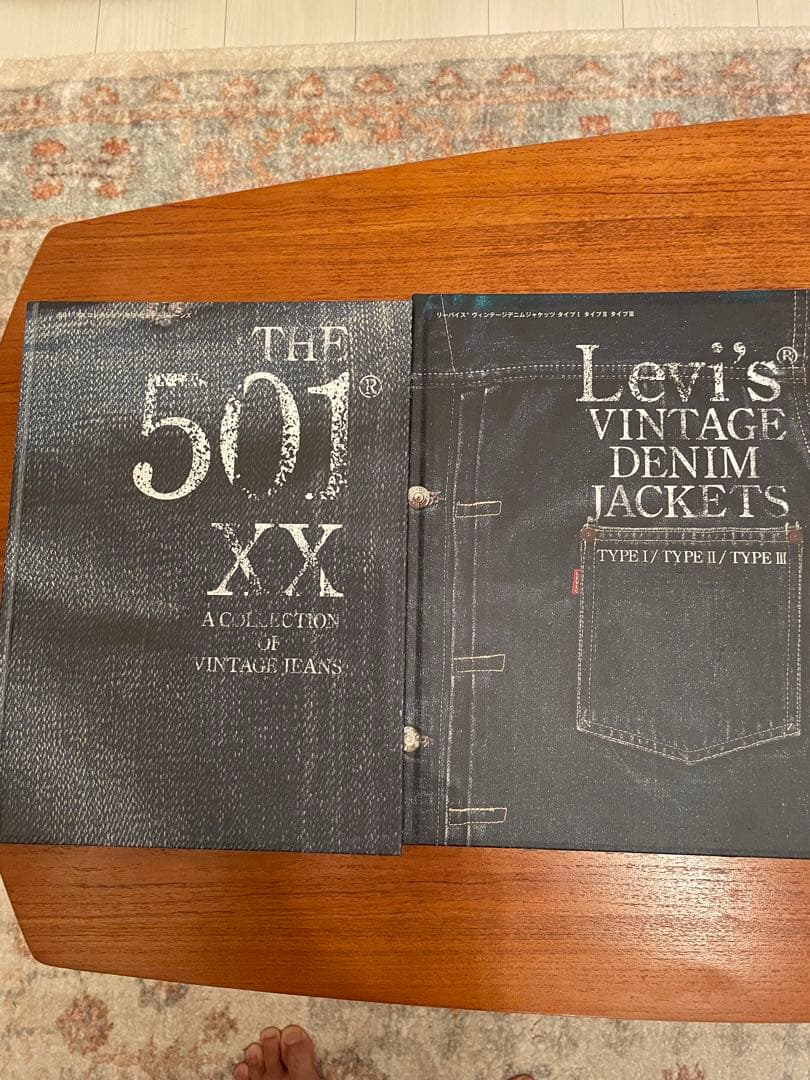 THE
501®
XX
A COLLECTION
OF
VINTAGE JEANS
リーバイス® ヴィンテージデニムジャケッツ タイプⅠ タイプⅡ タイプⅢ
Levi's®
VINTAGE
DENIM
JACKETS
TYPE I / TYPE II / TYPE III